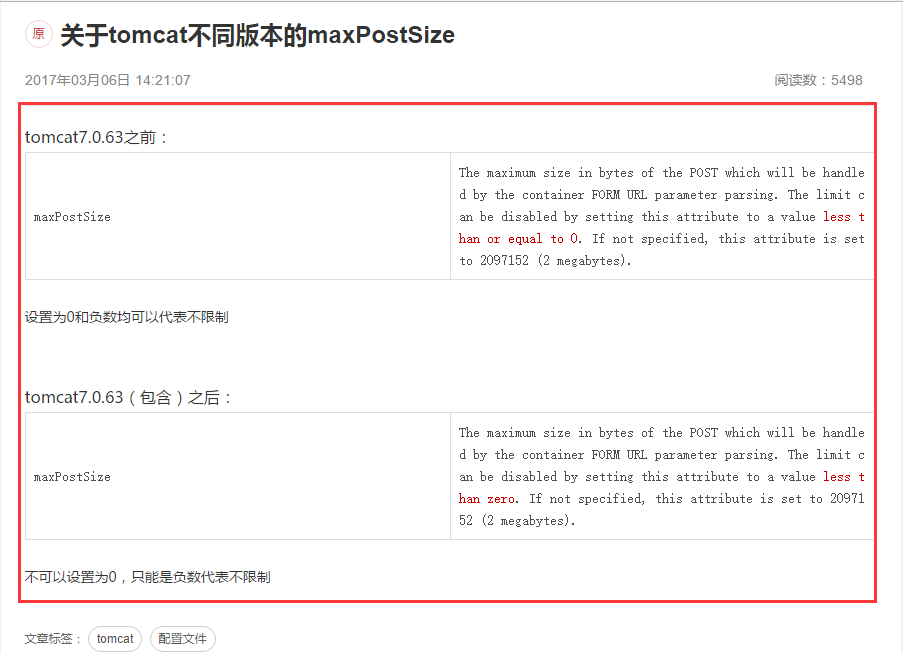 原 关于tomcat不同版本的maxPostSize
2017年03月06日 14:21:07 阅读数：5498
tomcat7.0.63之前：
The maximum size in bytes of the POST which will be handle
d by the container FORM URL parameter parsing. The limit c
maxPostSize an be disabled by setting this attribute to a value less t
han or equal to 0. If not specified, this attribute is set
to 2097152 (2 megabytes).
设置为0和负数均可以代表不限制
tomcat7.0.63（包含）之后：
The maximum size in bytes of the POST which will be handle
d by the container FORM URL parameter parsing. The limit c
maxPostSize an be disabled by setting this attribute to a value less t
han zero. If not specified, this attribute is set to 20971
52 (2 megabytes).
不可以设置为0，只能是负数代表不限制
文章标签： tomcat 配置文件